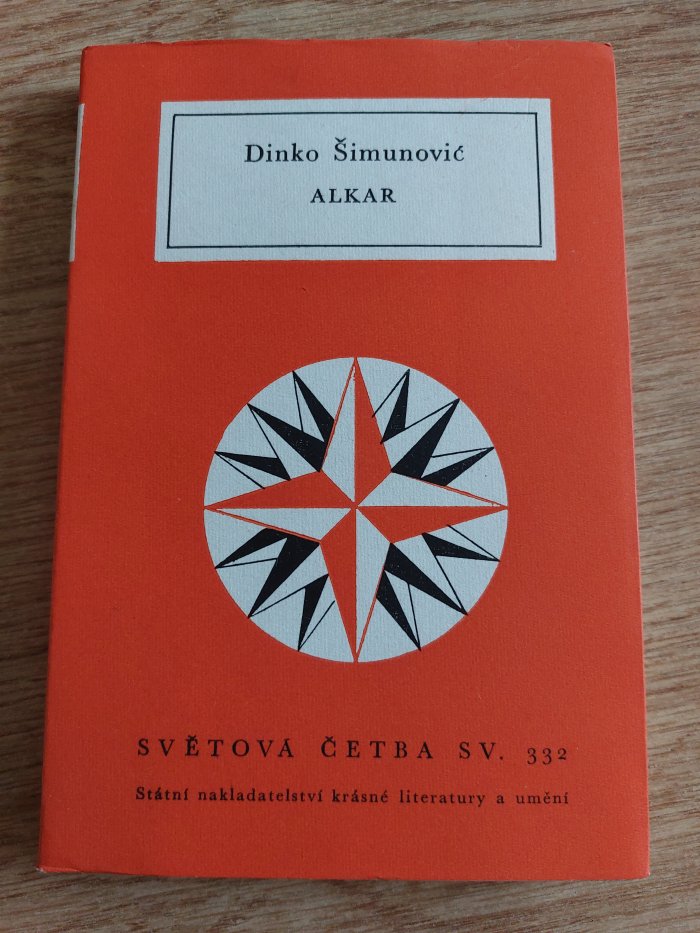 Dinko Šimunović
ALKAR
SVĚTOVÁ ČETBA SV. 332
Státní nakladatelství krásné literatury a umění